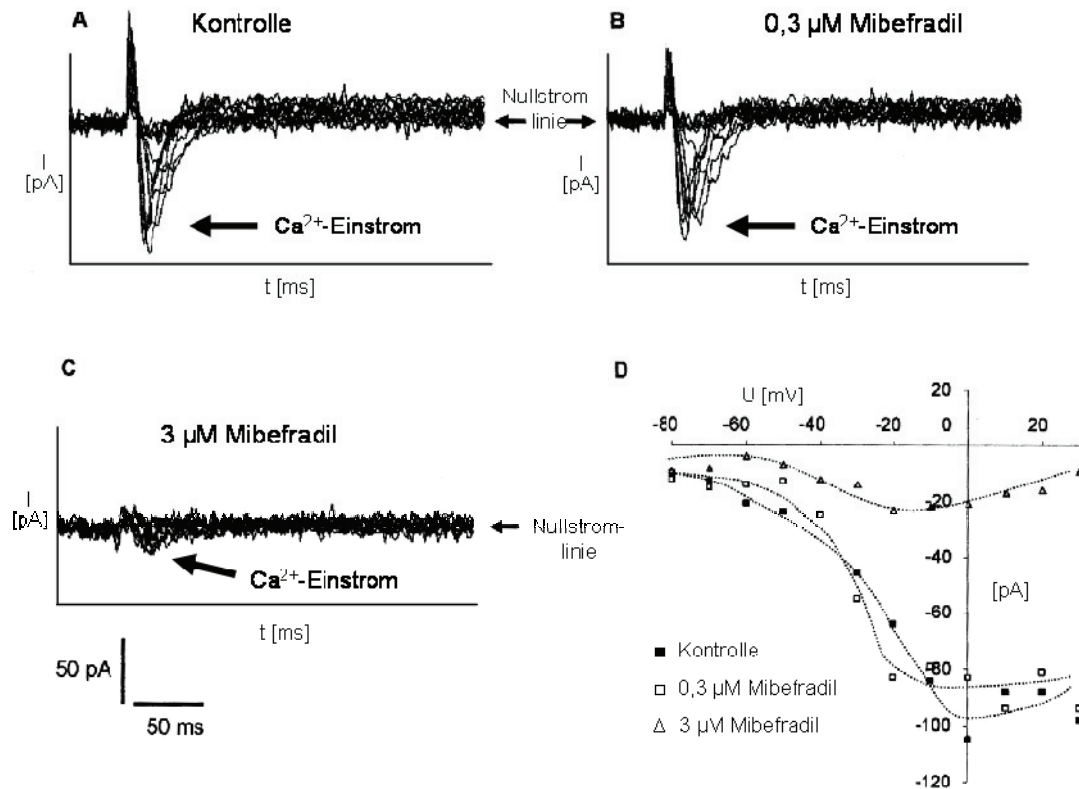 A
Kontrolle
I
[pA]
Ca²⁺-Einstrom
t [ms]
Nullstrom
linie
B
0,3 µM Mibefradil
I
[pA]
Ca²⁺-Einstrom
t [ms]
C
3 µM Mibefradil
I
[pA]
Nullstrom-
linie
Ca²⁺-Einstrom
t [ms]
50 pA
50 ms
D
U [mV]
20
-80 -60 -40 -20 0 20
-20
-40
-60
-80
-100
-120
[pA]
Kontrolle
0,3 µM Mibefradil
3 µM Mibefradil